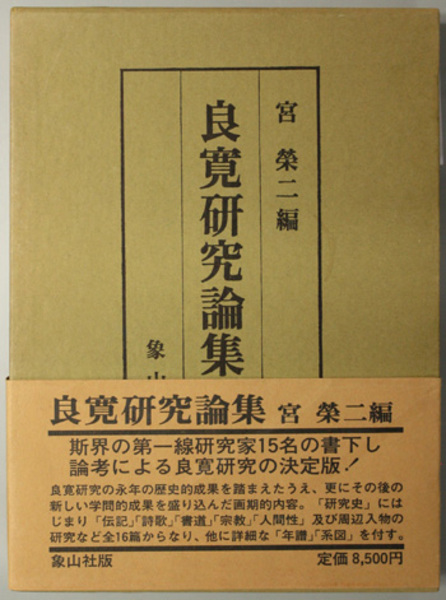 宮 榮二編
良寛研究論集
象山
良寛研究論集 宮 榮二編
斯界の第一線研究家15名の書下し
論考による良寛研究の決定版!
良寛研究の永年の歴史的成果を踏まえたうえ、更にその後の
新しい学問的成果を盛り込んだ画期的内容。「研究史」には
じまり「伝記」「詩歌」「書道」「宗教」「人間性」及び周辺人物の
研究など全16篇からなり、他に詳細な「年譜」「系図」を付す。
象山社版 定価 8,500円